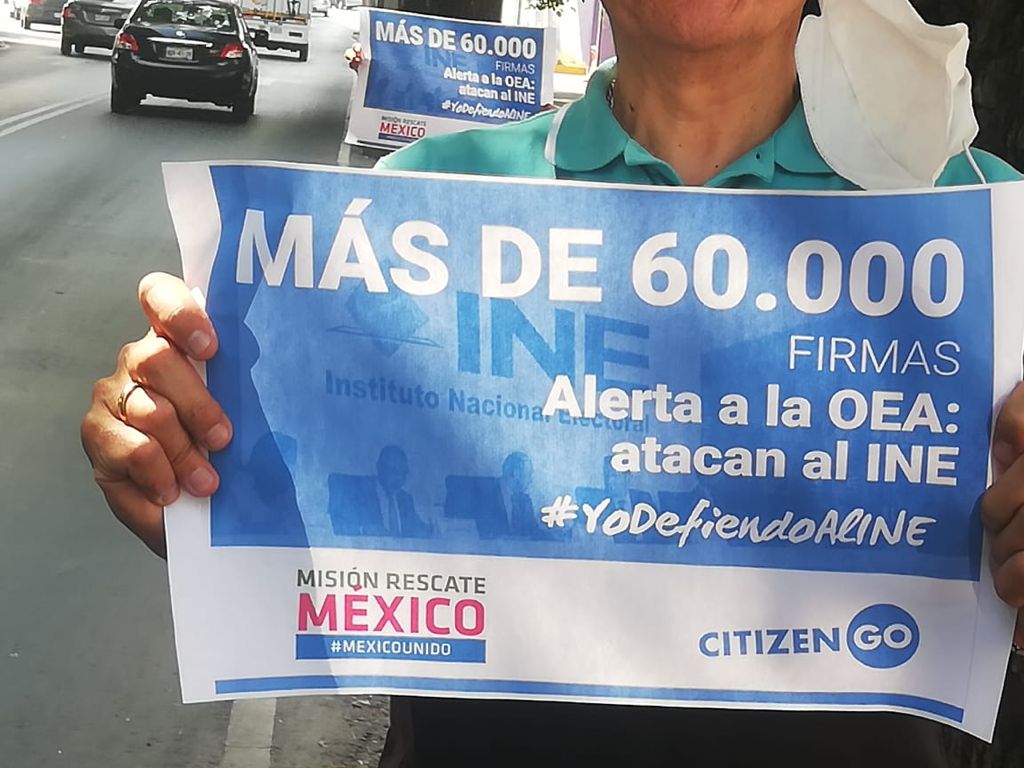 MÁS DE 60.000
FIRMAS
Alerta a la OEA:
atacan al INE
#YoDefiendoAlINE
MISIÓN RESCATE
MÉXICO
MÁS DE 60.000
INE
FIRMAS
Instituto Nacional Electoral
Alerta a la OEA:
atacan al INE
#YoDefiendoAlINE
MISIÓN RESCATE
MÉXICO
#MEXICOUNIDO
CITIZEN GO